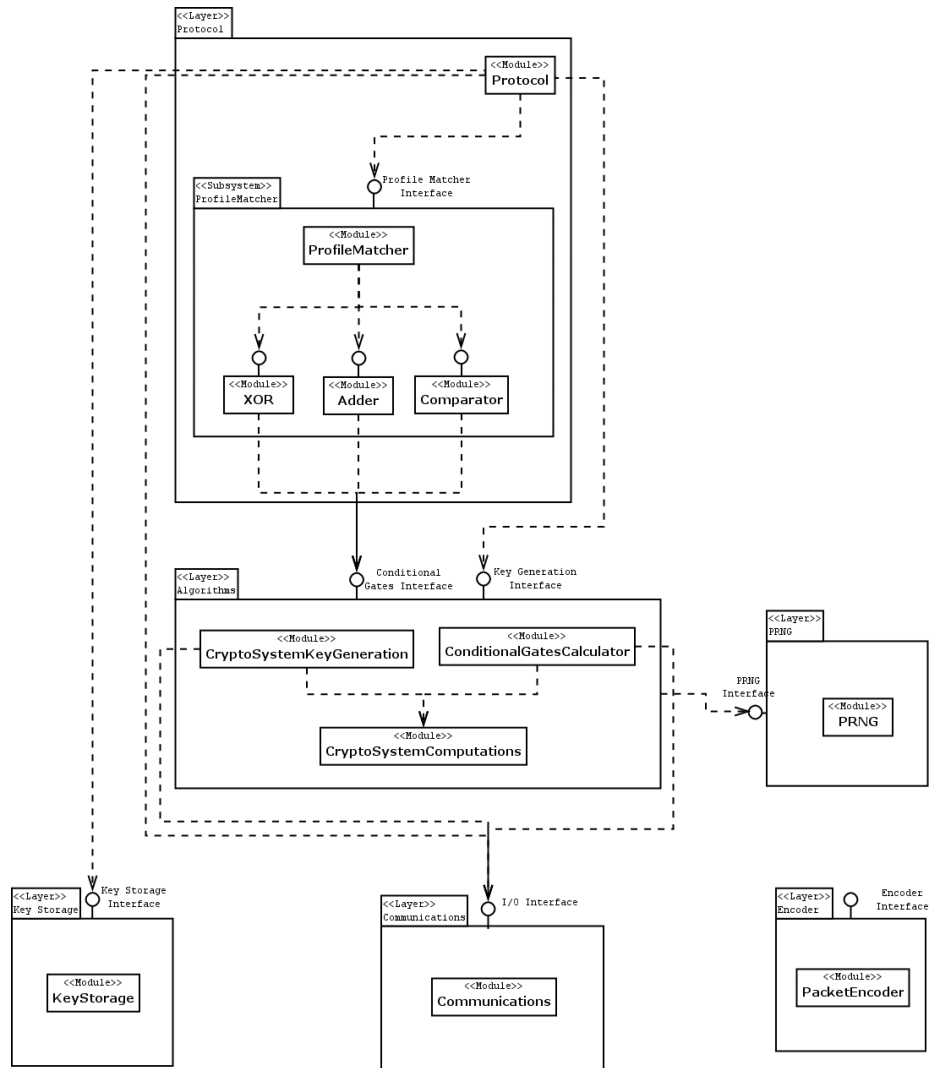 <<Layer>>
Protocol
<<Module>>
Protocol
Profile Matcher
Interface
<<Subsystem>>
ProfileMatcher
<<Module>>
ProfileMatcher
<<Module>>
XOR
<<Module>>
Adder
<<Module>>
Comparator
<<Layer>>
Algorithms
Conditional
Gates Interface
Key Generation
Interface
<<Module>>
CryptoSystemKeyGeneration
<<Module>>
ConditionalGatesCalculator
<<Module>>
CryptoSystemComputations
<<Layer>>
PRNG
PRNG
Interface
<<Module>>
PRNG
<<Layer>>
Key Storage
Key Storage
Interface
<<Module>>
KeyStorage
<<Layer>>
Communications
I/O Interface
<<Module>>
Communications
<<Layer>>
Encoder
Encoder
Interface
<<Module>>
PacketEncoder